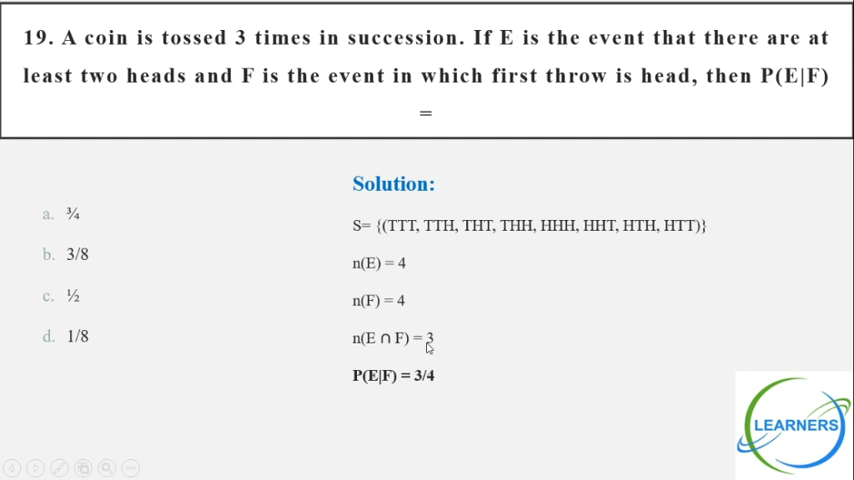 19. A coin is tossed 3 times in succession. If E is the event that there are at
least two heads and F is the event in which first throw is head, then P(E|F)
=
Solution:
a. ¾
S= {(TTT, TTH, THT, THH, HHH, HHT, HTH, HTT)}
b. 3/8
n(E) = 4
c. ½
n(F) = 4
d. 1/8
n(E ∩ F) = 3
P(E|F) = 3/4
LEARNERS